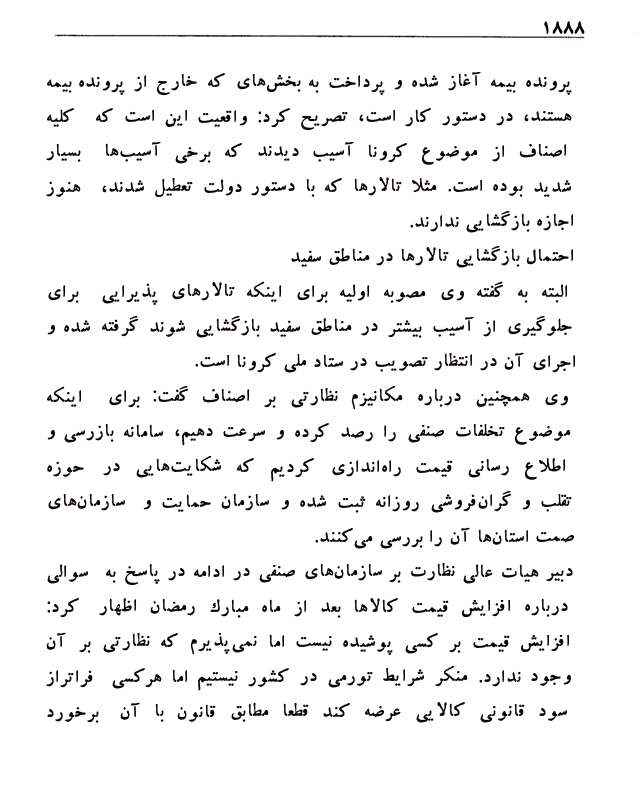 ۱۸۸۸
پرونده بیمه آغاز شده و پرداخت به بخش‌های که خارج از پرونده بیمه
هستند، در دستور کار است، تصریح کرد: واقعیت این است که کلیه
اصناف از موضوع کرونا آسیب دیدند که برخی آسیب‌ها بسیار
شدید بوده است. مثلا تالارها که با دستور دولت تعطیل شدند، هنوز
اجازه بازگشایی ندارند.
احتمال بازگشایی تالارها در مناطق سفید
البته به گفته وی مصوبه اولیه برای اینکه تالارهای پذیرایی برای
جلوگیری از آسیب بیشتر در مناطق سفید بازگشایی شوند گرفته شده و
اجرای آن در انتظار تصویب در ستاد ملی کرونا است.
وی همچنین درباره مکانیزم نظارتی بر اصناف گفت: برای اینکه
موضوع تخلفات صنفی را رصد کرده و سرعت دهیم، سامانه بازرسی و
اطلاع رسانی قیمت راه‌اندازی کردیم که شکایت‌هایی در حوزه
تقلب و گران‌فروشی روزانه ثبت شده و سازمان حمایت و سازمان‌های
صمت استان‌ها آن را بررسی می‌کنند.
دبیر هیات عالی نظارت بر سازمان‌های صنفی در ادامه در پاسخ به سوالی
درباره افزایش قیمت کالاها بعد از ماه مبارك رمضان اظهار کرد:
افزایش قیمت بر کسی پوشیده نیست اما نمی‌پذیرم که نظارتی بر آن
وجود ندارد. منکر شرایط تورمی در کشور نیستیم اما هرکسی فراتراز
سود قانونی کالایی عرضه کند قطعا مطابق قانون با آن برخورد